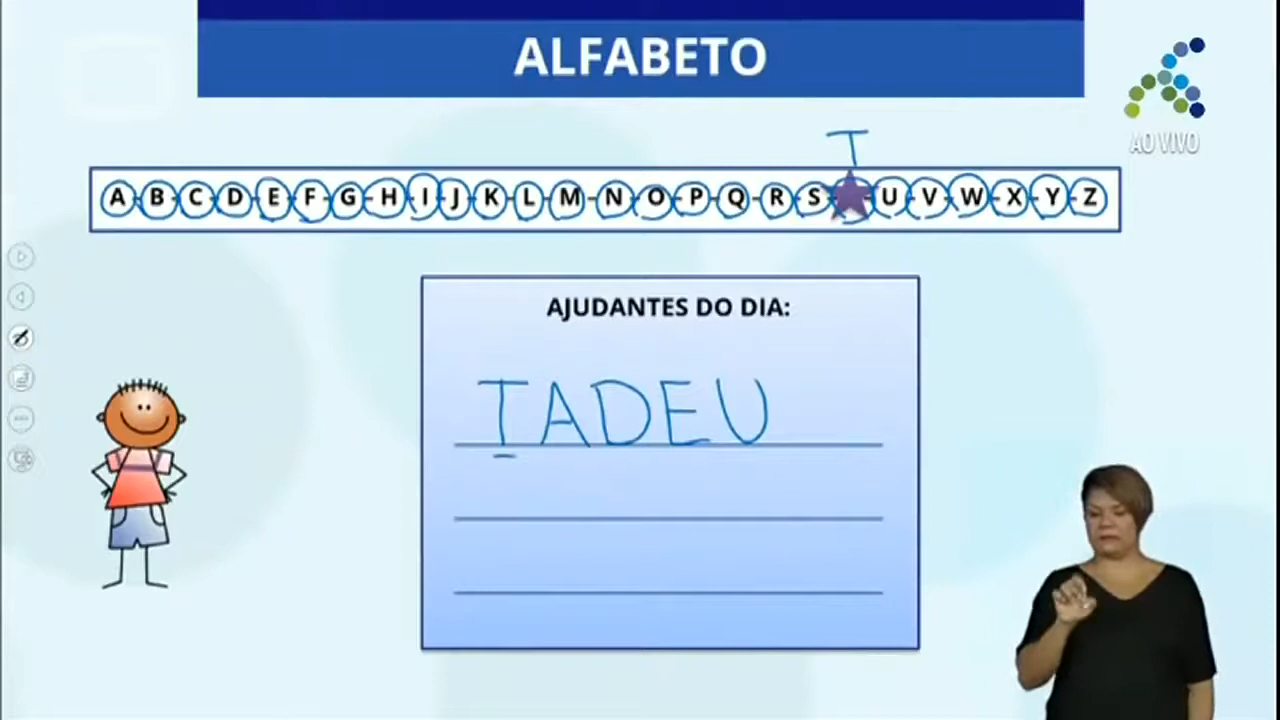 ALFABETO
AO VIVO
T
A-B-C-D-E-F-G-H-I-J-K-L-M-N-O-P-Q-R-S-★-U-V-W-X-Y-Z
AJUDANTES DO DIA:
TADEU